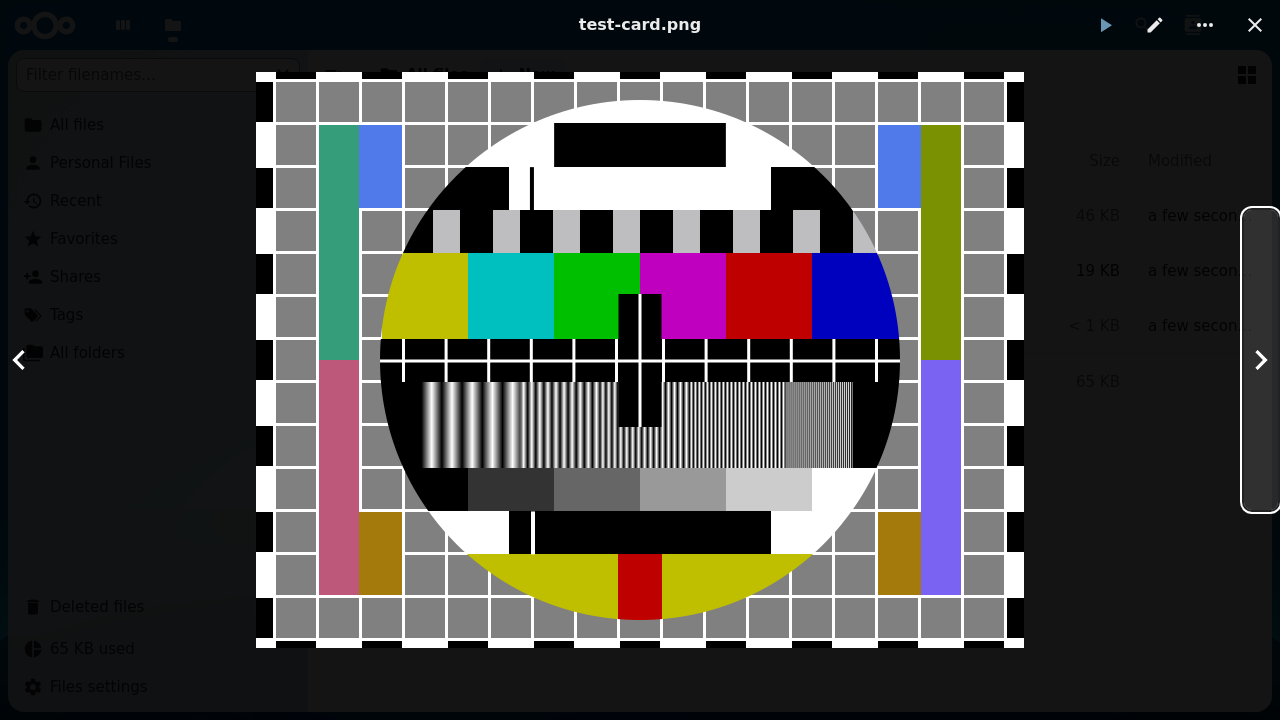 test-card.png
Filter filenames…
All files
Personal Files
Recent
Favorites
Shares
Tags
All folders
Deleted files
65 KB used
Files settings
Size Modified
46 KB a few secon
19 KB a few secon
< 1 KB a few secon
65 KB